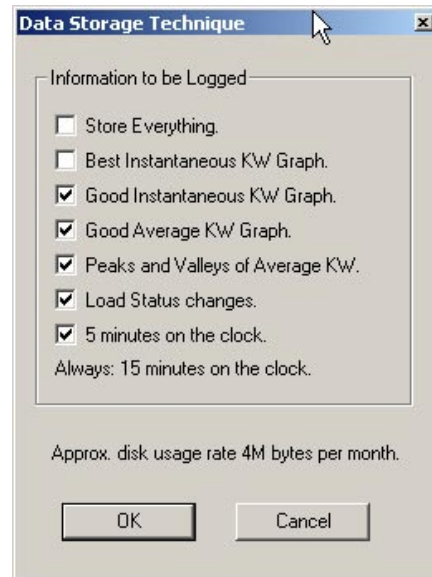 Data Storage Technique
Information to be Logged
Store Everything.
Best Instantaneous KW Graph.
Good Instantaneous KW Graph.
Good Average KW Graph.
Peaks and Valleys of Average KW.
Load Status changes.
5 minutes on the clock.
Always: 15 minutes on the clock.
Approx. disk usage rate 4M bytes per month.
OK
Cancel